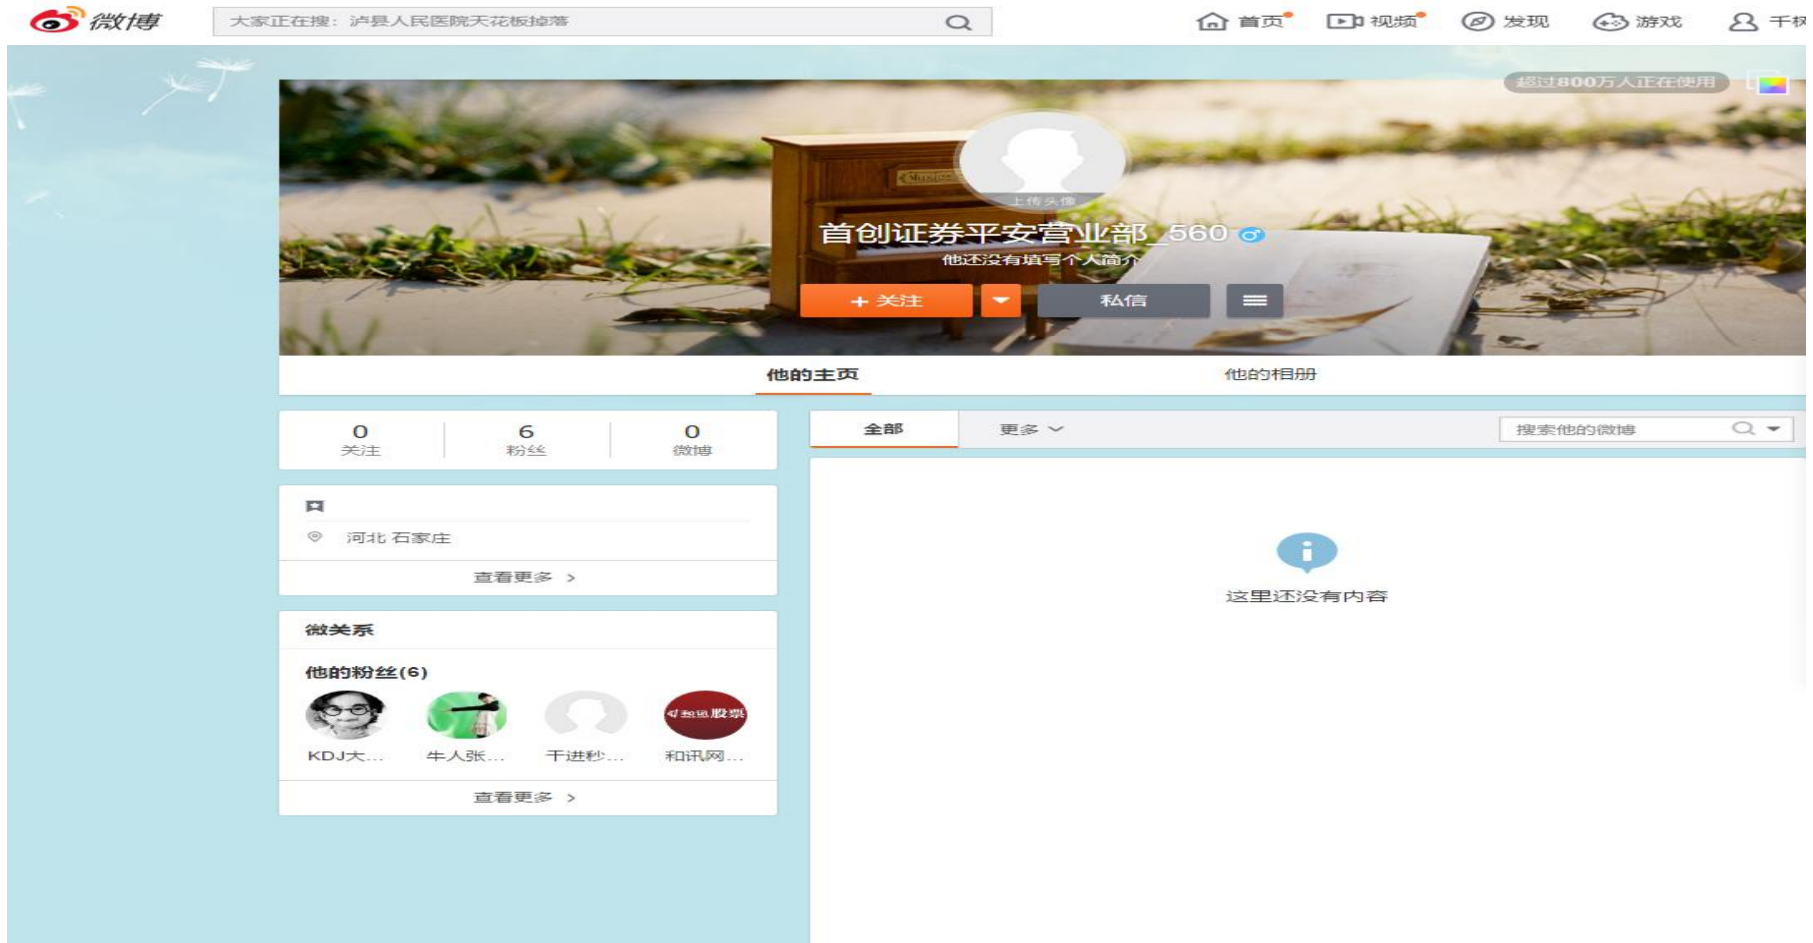 微博
大家正在搜：泸县人民医院天花板掉落
首页
视频
发现
游戏
超过800万人正在使用
上传头像
首创证券平安营业部_560
他还没有填写个人简介
+关注
私信
他的主页
他的相册
0
关注
6
粉丝
0
微博
全部
更多
搜索他的微博
河北 石家庄
查看更多 >
这里还没有内容
微关系
他的粉丝(6)
KDJ大...
牛人张...
干进秒...
和讯网...
和讯股票
查看更多 >